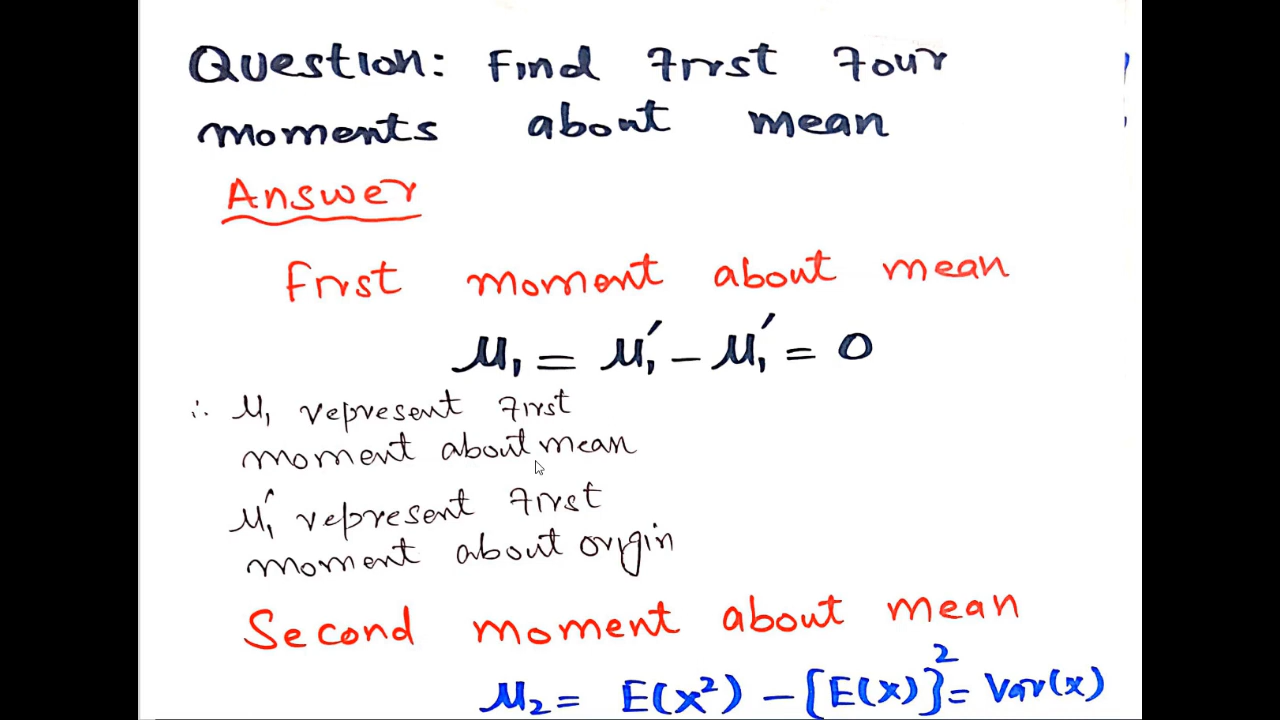 Question: Find First Four
moments about mean
Answer
First moment about mean
μ₁ = μ₁′ − μ₁′ = 0
∴ μ₁ represent First
moment about mean
μ₁′ represent First
moment about origin
Second moment about mean
μ₂ = E(x²) − [E(x)]² = Var(x)